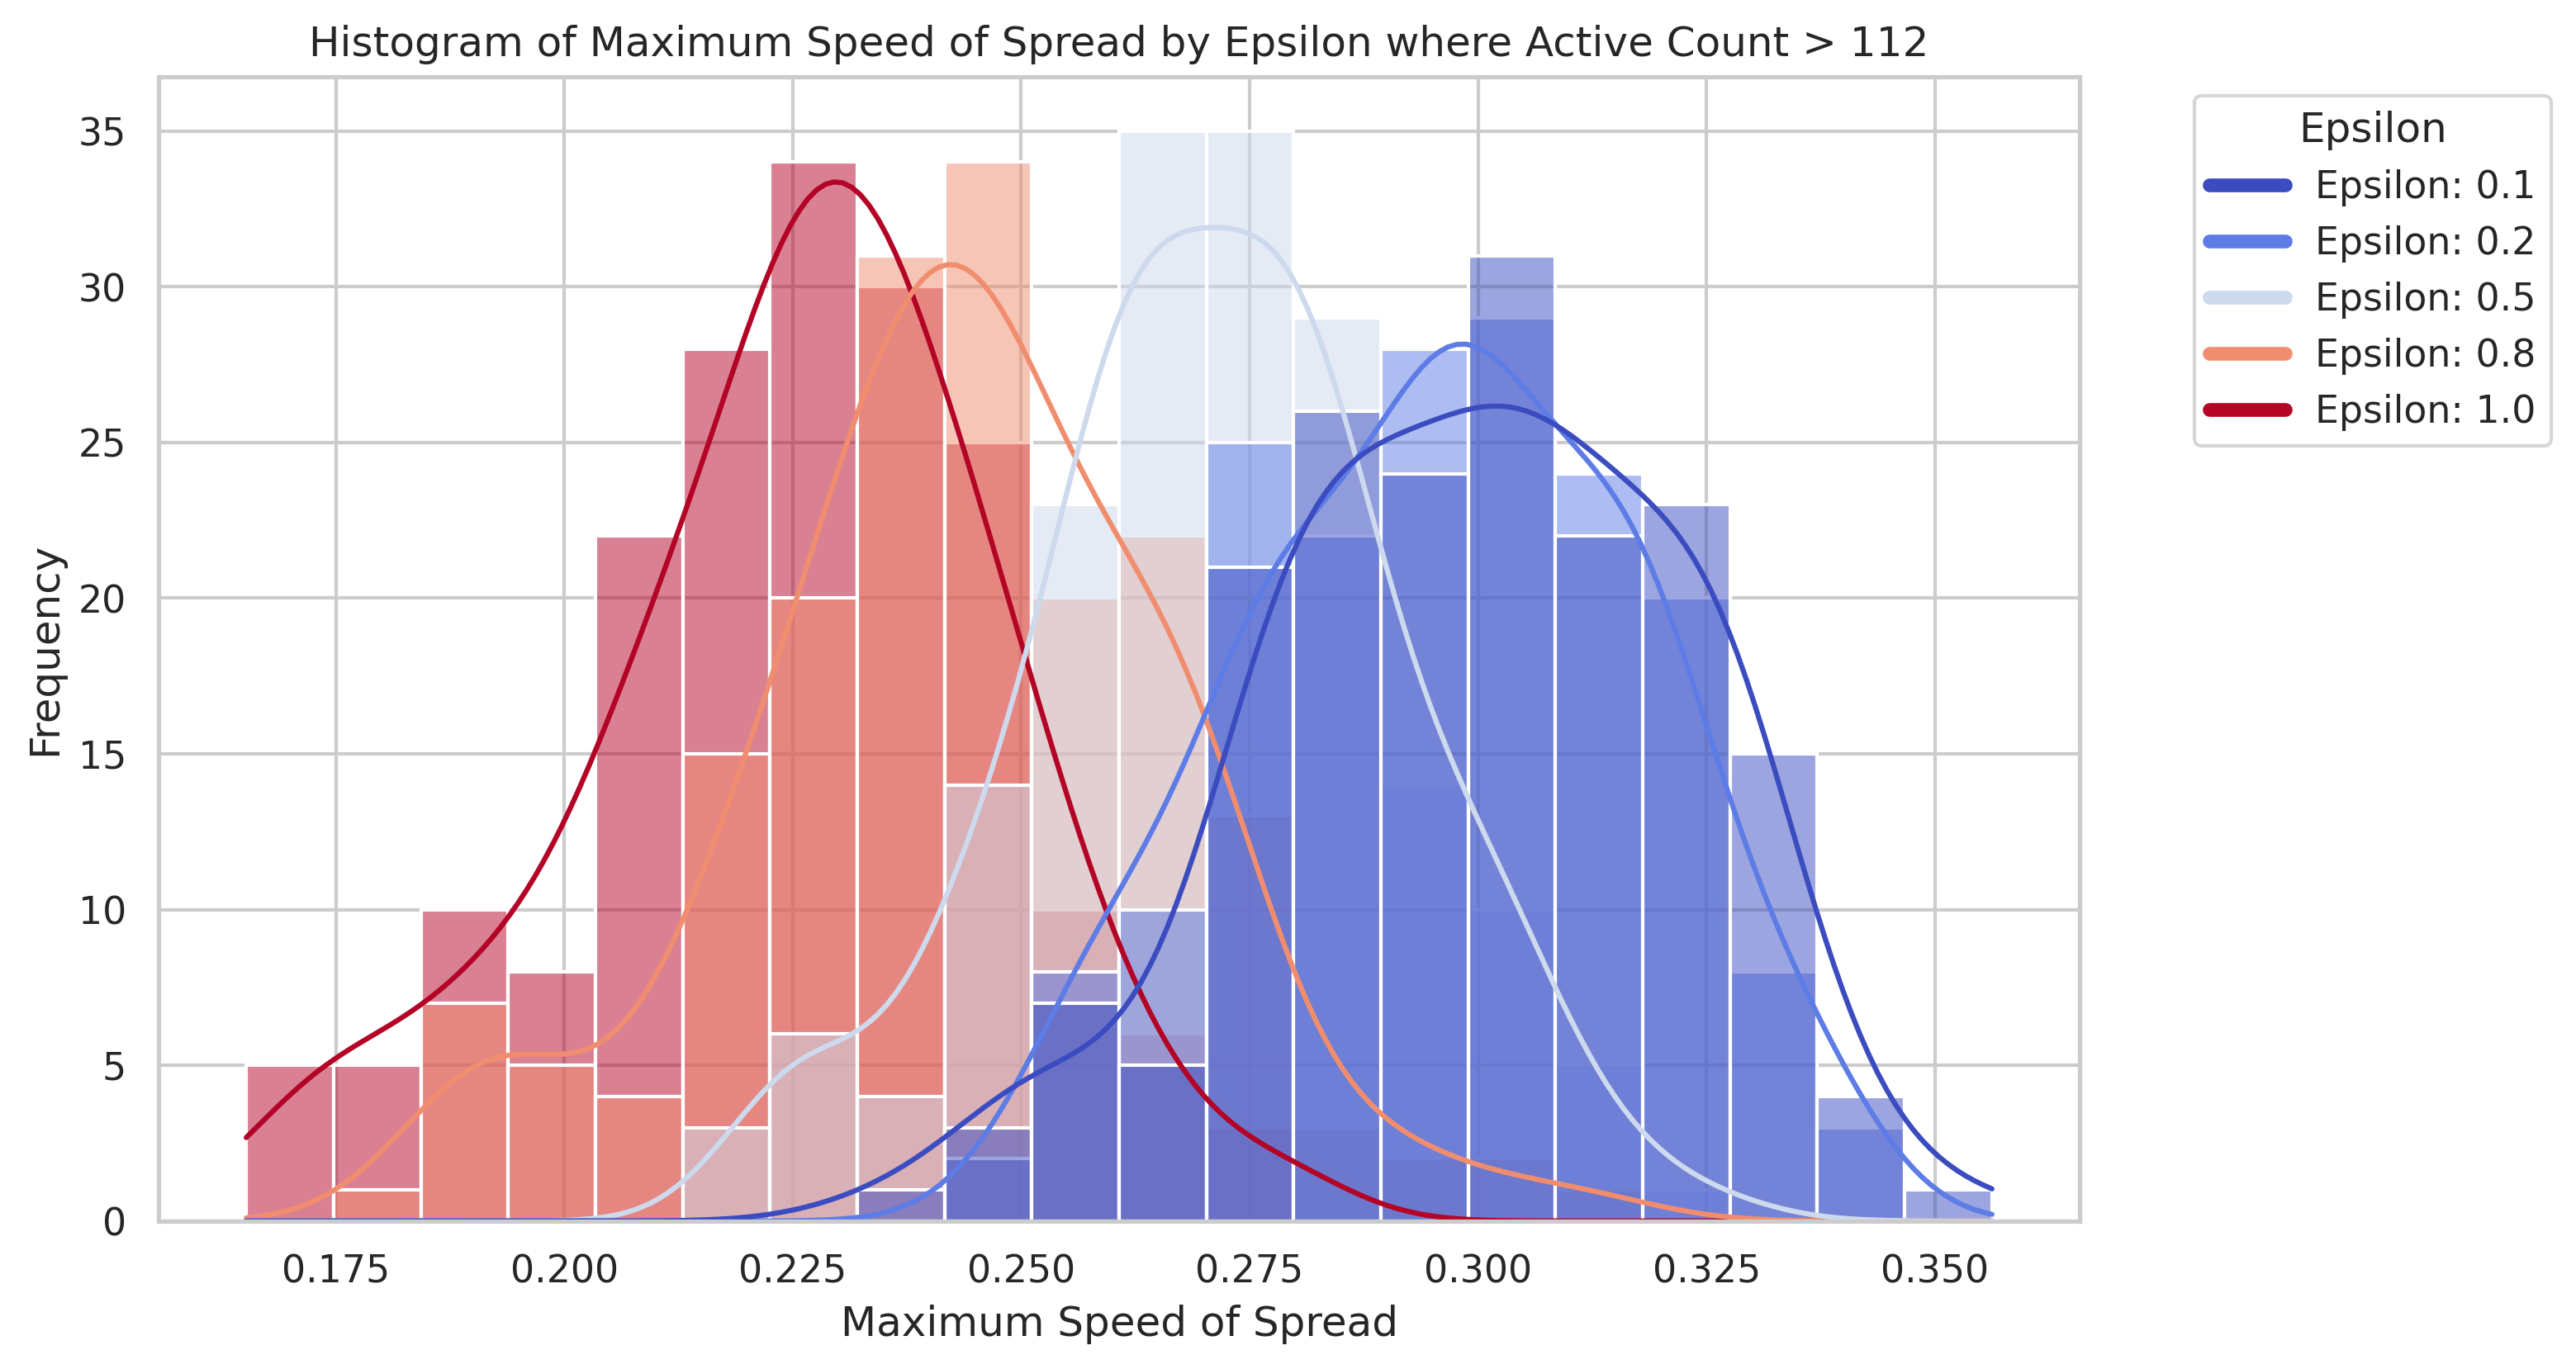 Histogram of Maximum Speed of Spread by Epsilon where Active Count > 112
35
30
25
20
15
10
5
0
Frequency
0.175 0.200 0.225 0.250 0.275 0.300 0.325 0.350
Maximum Speed of Spread
Epsilon
Epsilon: 0.1
Epsilon: 0.2
Epsilon: 0.5
Epsilon: 0.8
Epsilon: 1.0